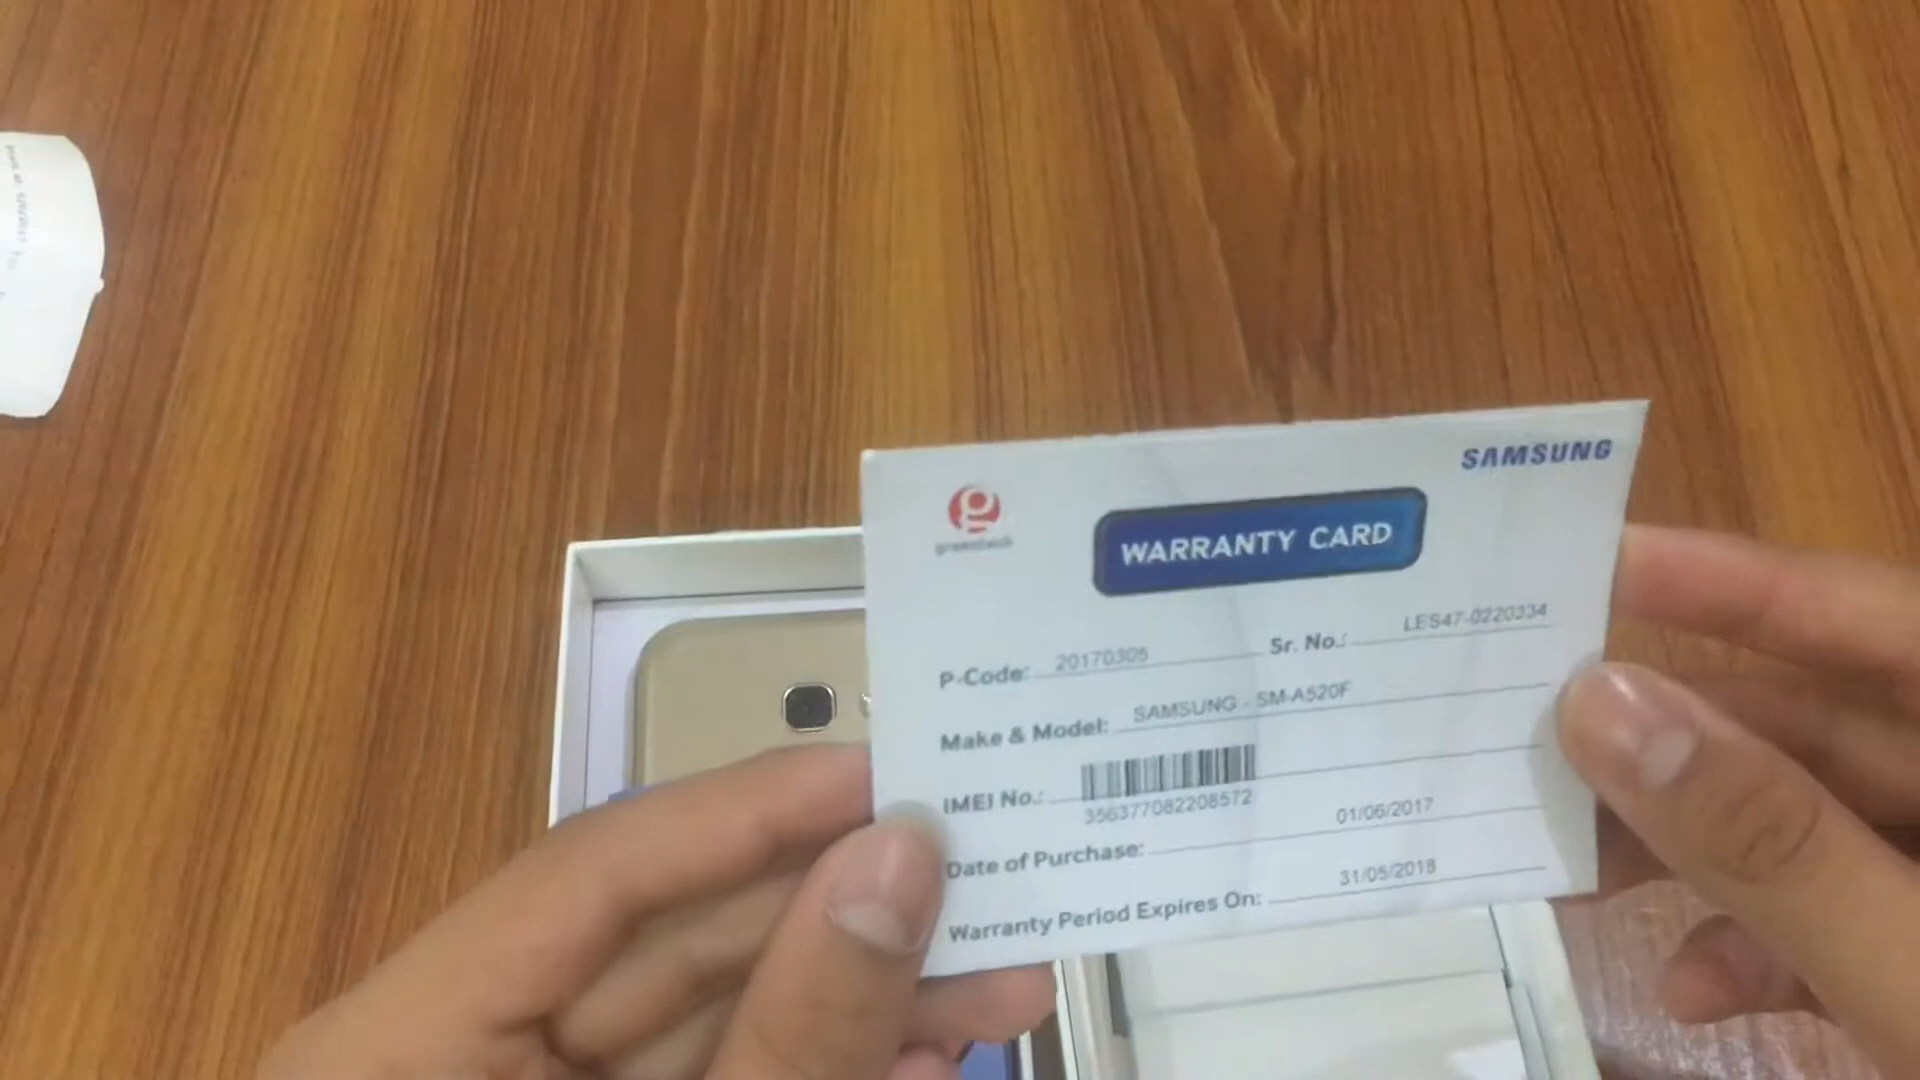 SAMSUNG
greentech
WARRANTY CARD
P-Code: 20170305 Sr. No.: LES47-0220334
Make & Model: SAMSUNG - SM-A520F
IMEI No.:
356377082208572
Date of Purchase: 01/06/2017
Warranty Period Expires On: 31/05/2018